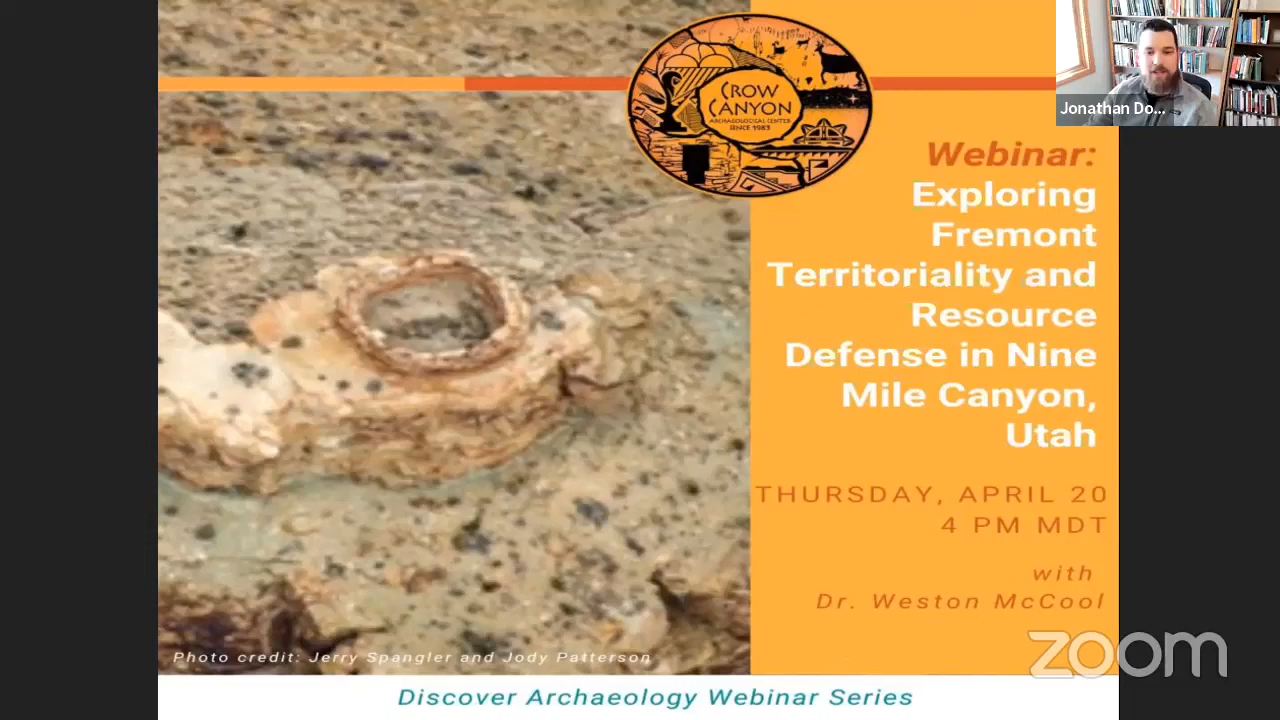 CROW
CANYON
ARCHAEOLOGICAL CENTER
SINCE 1983
Jonathan Do...
Webinar:
Exploring
Fremont
Territoriality and
Resource
Defense in Nine
Mile Canyon,
Utah
THURSDAY, APRIL 20
4 PM MDT
with
Dr. Weston McCool
zoom
Photo credit: Jerry Spangler and Jody Patterson
Discover Archaeology Webinar Series